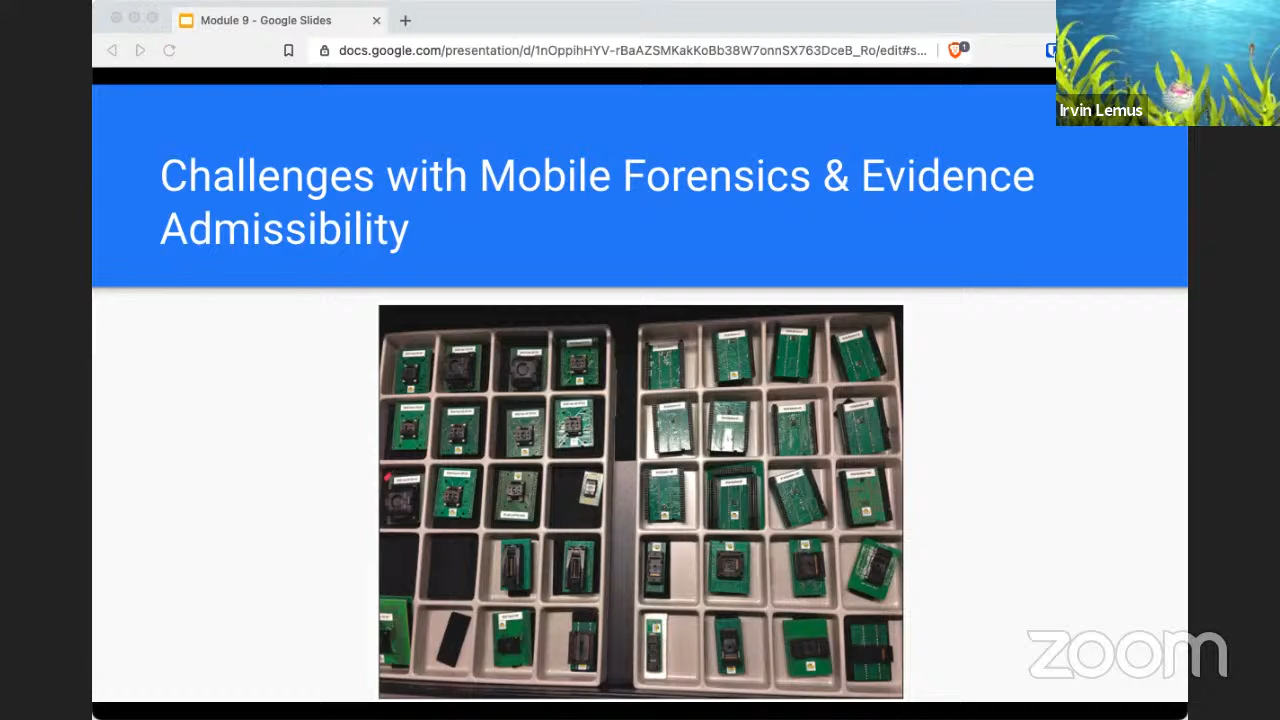 Module 9 - Google Slides
docs.google.com/presentation/d/1nOppihHYV-rBaAZSMKakKoBb38W7onnSX763DceB_Ro/edit#s...
1
Irvin Lemus
Challenges with Mobile Forensics & Evidence
Admissibility
zoom